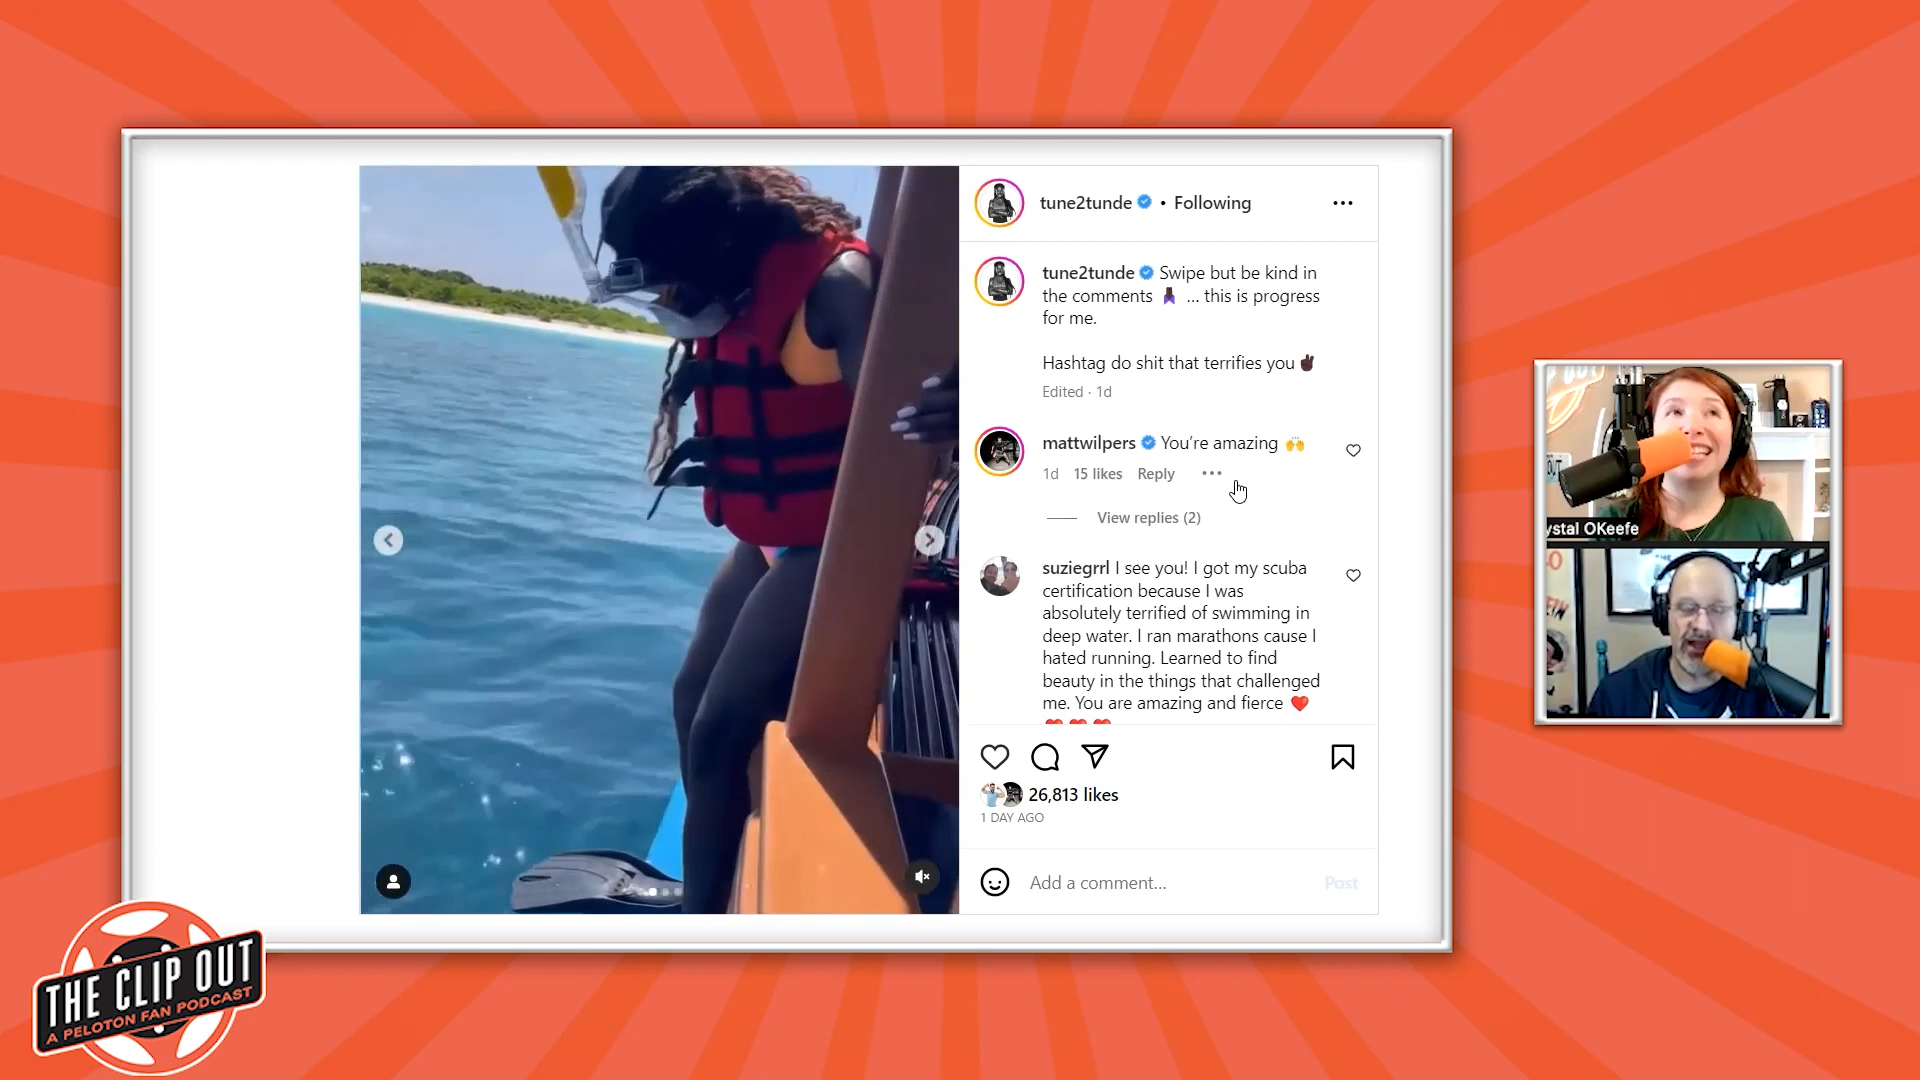 tune2tunde • Following
tune2tunde Swipe but be kind in
the comments ... this is progress
for me.
Hashtag do shit that terrifies you
Edited · 1d
mattwilpers You're amazing
1d 15 likes Reply
View replies (2)
suziegrrl I see you! I got my scuba
certification because I was
absolutely terrified of swimming in
deep water. I ran marathons cause I
hated running. Learned to find
beauty in the things that challenged
me. You are amazing and fierce
26,813 likes
1 DAY AGO
Add a comment...
Post
ystal OKeefe
THE CLIP OUT
A PELOTON FAN PODCAST